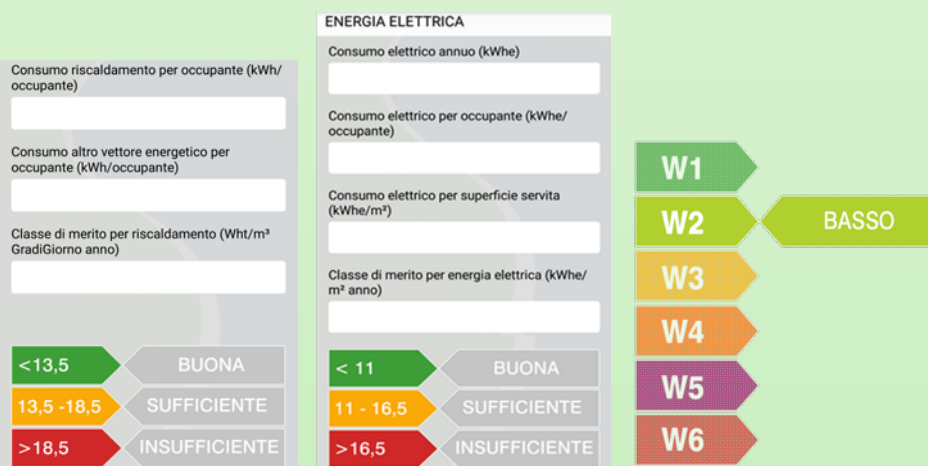 Consumo riscaldamento per occupante (kWh/
occupante)
Consumo altro vettore energetico per
occupante (kWh/occupante)
Classe di merito per riscaldamento (Wht/m³
GradiGiorno anno)
<13,5 BUONA
13,5 -18,5 SUFFICIENTE
>18,5 INSUFFICIENTE
ENERGIA ELETTRICA
Consumo elettrico annuo (kWhe)
Consumo elettrico per occupante (kWhe/
occupante)
Consumo elettrico per superficie servita
(kWhe/m²)
Classe di merito per energia elettrica (kWhe/
m² anno)
< 11 BUONA
11 - 16,5 SUFFICIENTE
>16,5 INSUFFICIENTE
W1
W2 BASSO
W3
W4
W5
W6